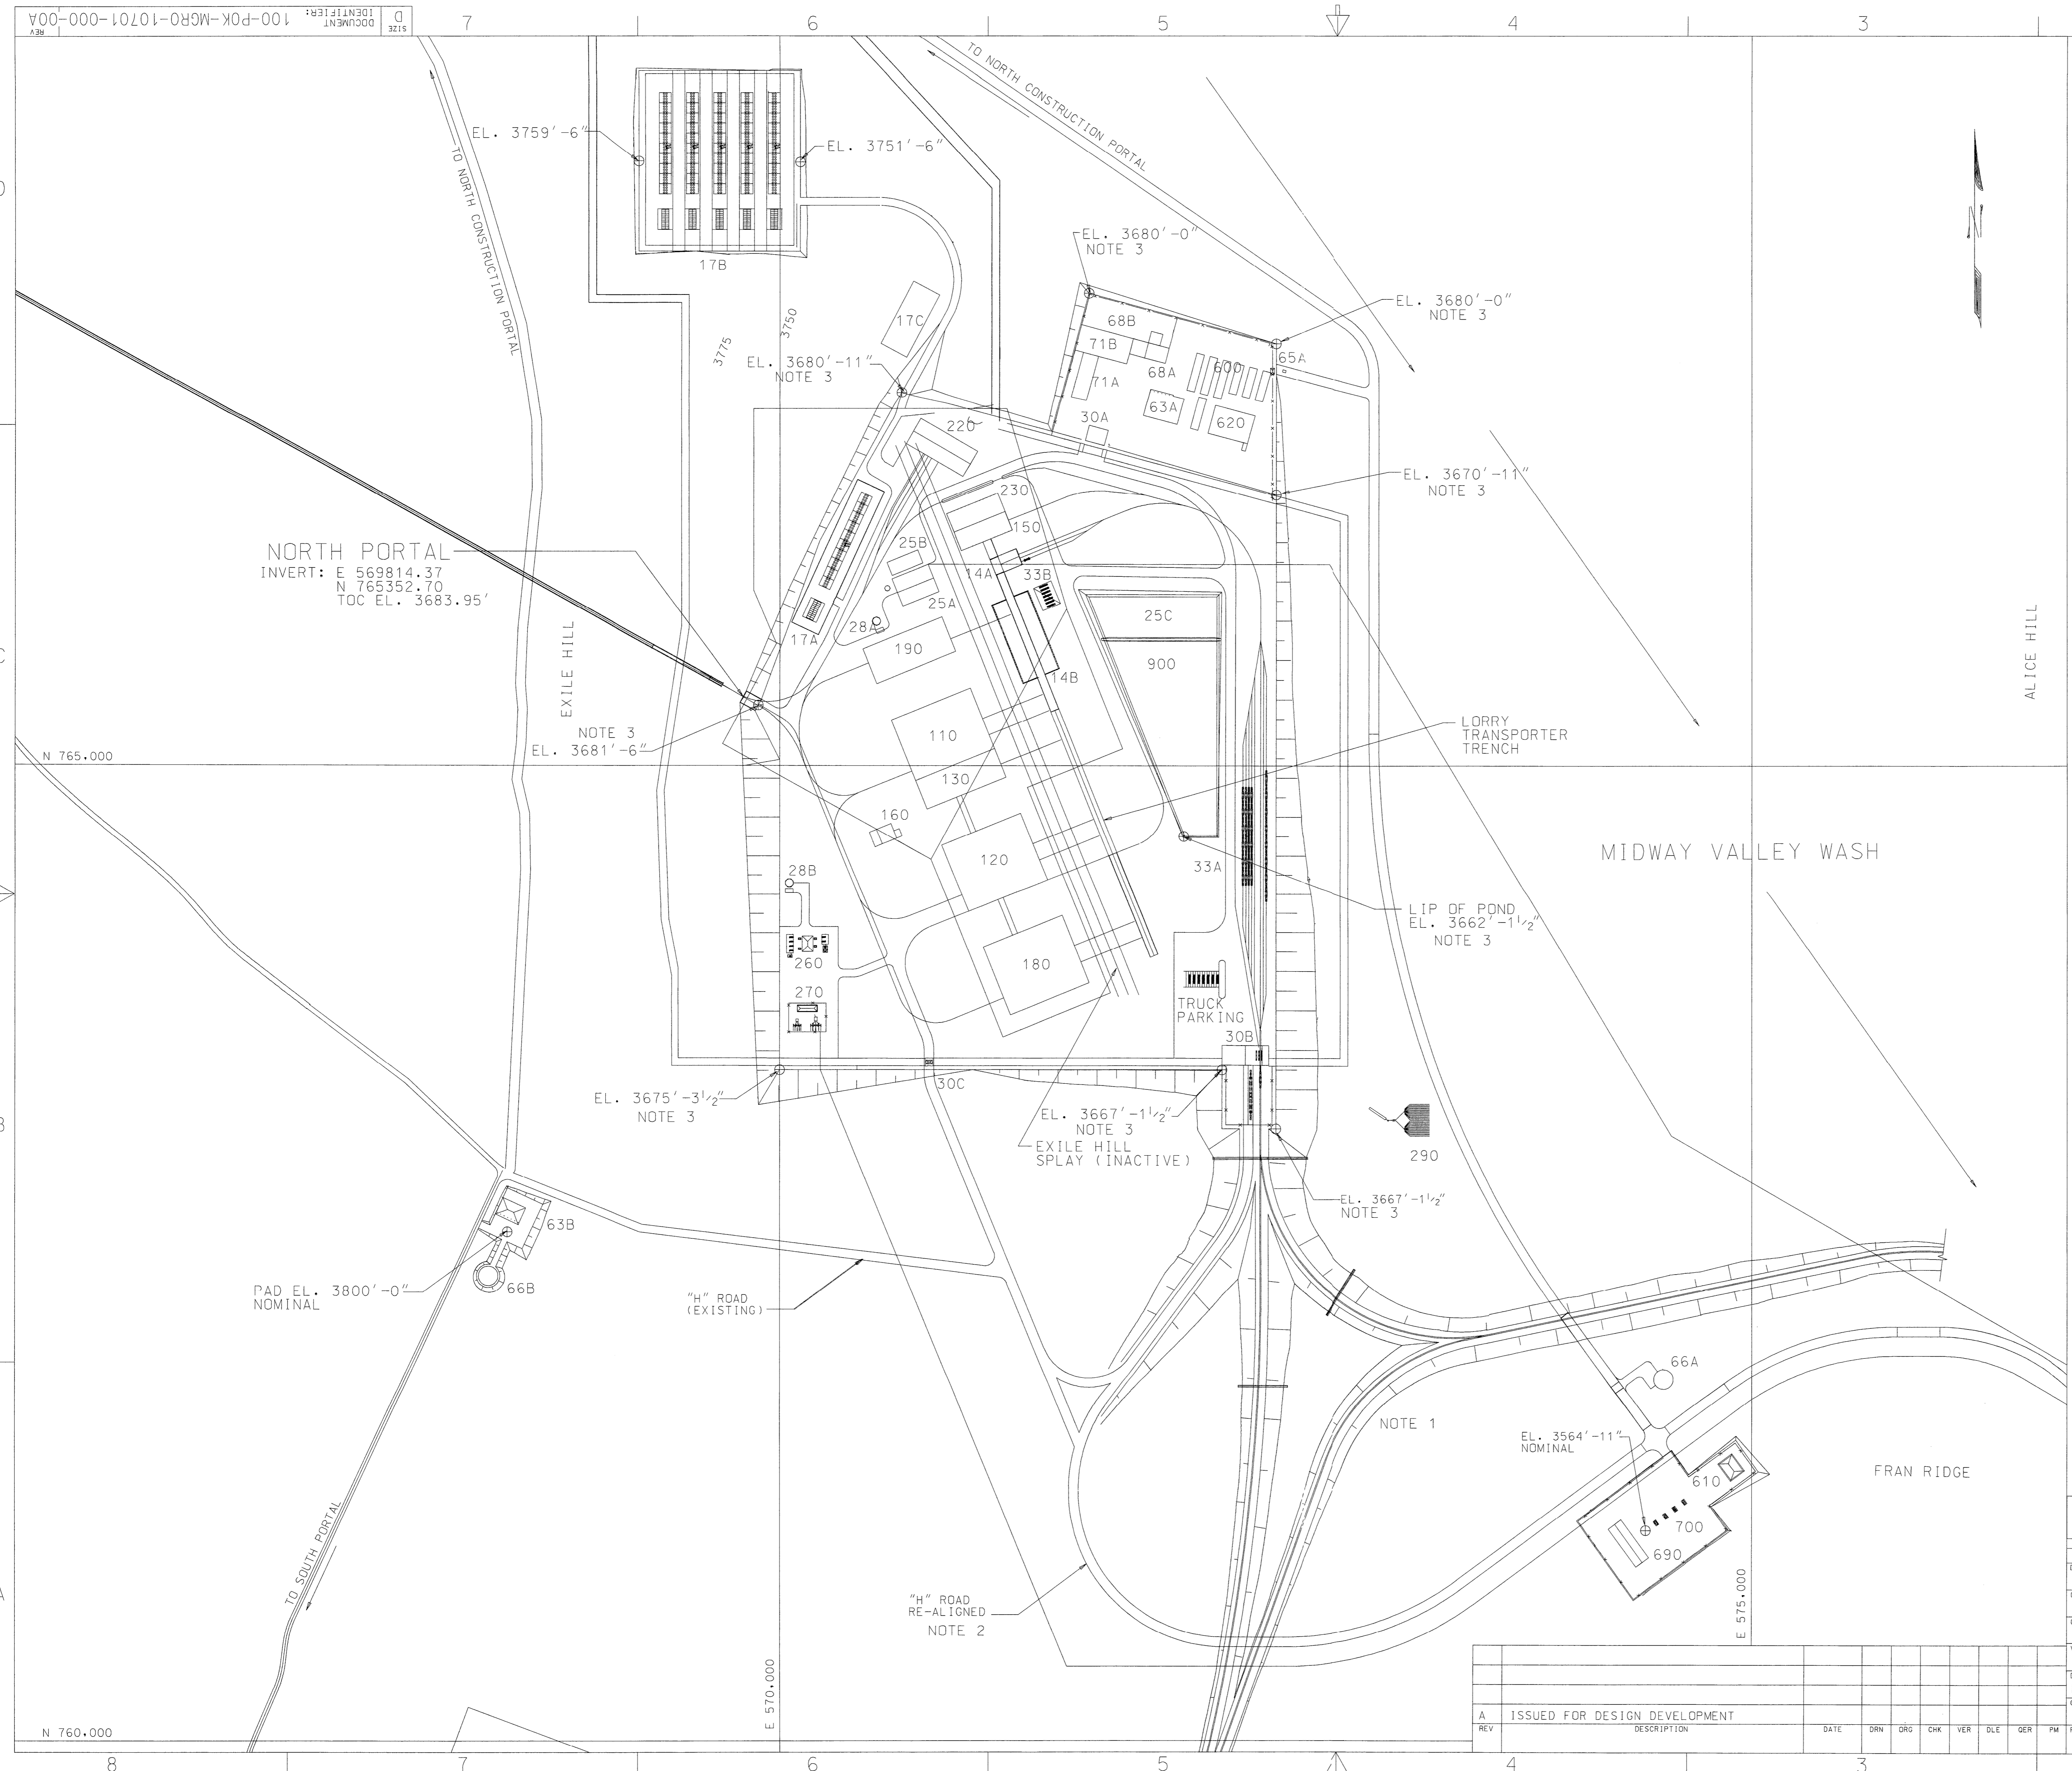 SIZE
D
DOCUMENT
IDENTIFIER:
100-P0K-MGR0-10701-000-00A
REV
7
6
5
4
3
TO NORTH CONSTRUCTION PORTAL
TO NORTH CONSTRUCTION PORTAL
EL. 3759'-6"
EL. 3751'-6"
D
17B
EL. 3680'-0"
NOTE 3
EL. 3680'-0"
NOTE 3
17C
68B
3775
3750
71B
65A
EL. 3680'-11"
NOTE 3
68A
600
71A
63A
30A
620
220
EL. 3670'-11"
NOTE 3
230
150
NORTH PORTAL
INVERT: E 569814.37
N 765352.70
TOC EL. 3683.95'
25B
14A
33B
25A
25C
28A
17A
190
EXILE HILL
ALICE HILL
C
900
14B
NOTE 3
EL. 3681'-6"
110
LORRY
TRANSPORTER
TRENCH
N 765.000
130
160
MIDWAY VALLEY WASH
120
28B
33A
LIP OF POND
EL. 3662'-1 1/2"
NOTE 3
260
180
270
TRUCK
PARKING
30B
30C
EL. 3675'-3 1/2"
NOTE 3
EL. 3667'-1 1/2"
NOTE 3
B
EXILE HILL
SPLAY (INACTIVE)
290
EL. 3667'-1 1/2"
NOTE 3
63B
PAD EL. 3800'-0"
NOMINAL
66B
"H" ROAD
(EXISTING)
66A
NOTE 1
EL. 3564'-11"
NOMINAL
FRAN RIDGE
610
700
690
TO SOUTH PORTAL
A
"H" ROAD
RE-ALIGNED
NOTE 2
E 575.000
E 570.000
N 760.000
A ISSUED FOR DESIGN DEVELOPMENT
REV DESCRIPTION DATE DRN DRG CHK VER DLE QER PM
8
7
6
5
4
3